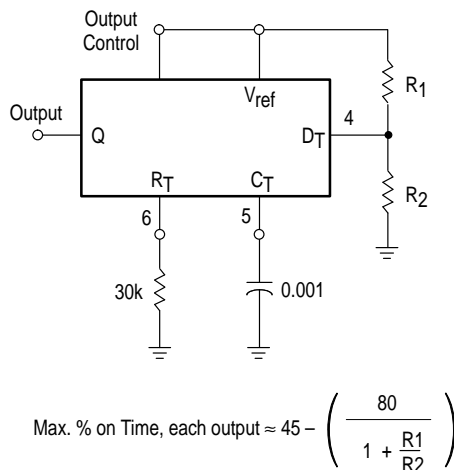 Output
Control
Output
Q
Vref
DT
4
R1
R2
RT
CT
6
5
30k
0.001
Max. % on Time, each output ≈ 45 – ( 80 / 1 + R1/R2 )